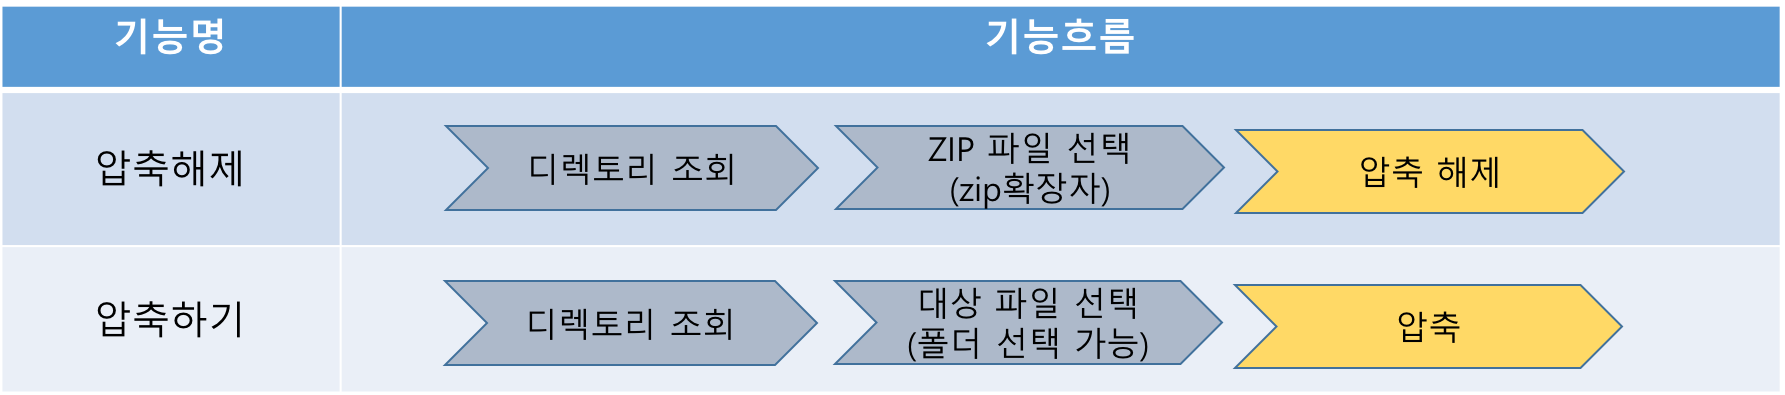 기능명
기능흐름
압축해제
디렉토리 조회
ZIP 파일 선택
(zip확장자)
압축 해제
압축하기
디렉토리 조회
대상 파일 선택
(폴더 선택 가능)
압축